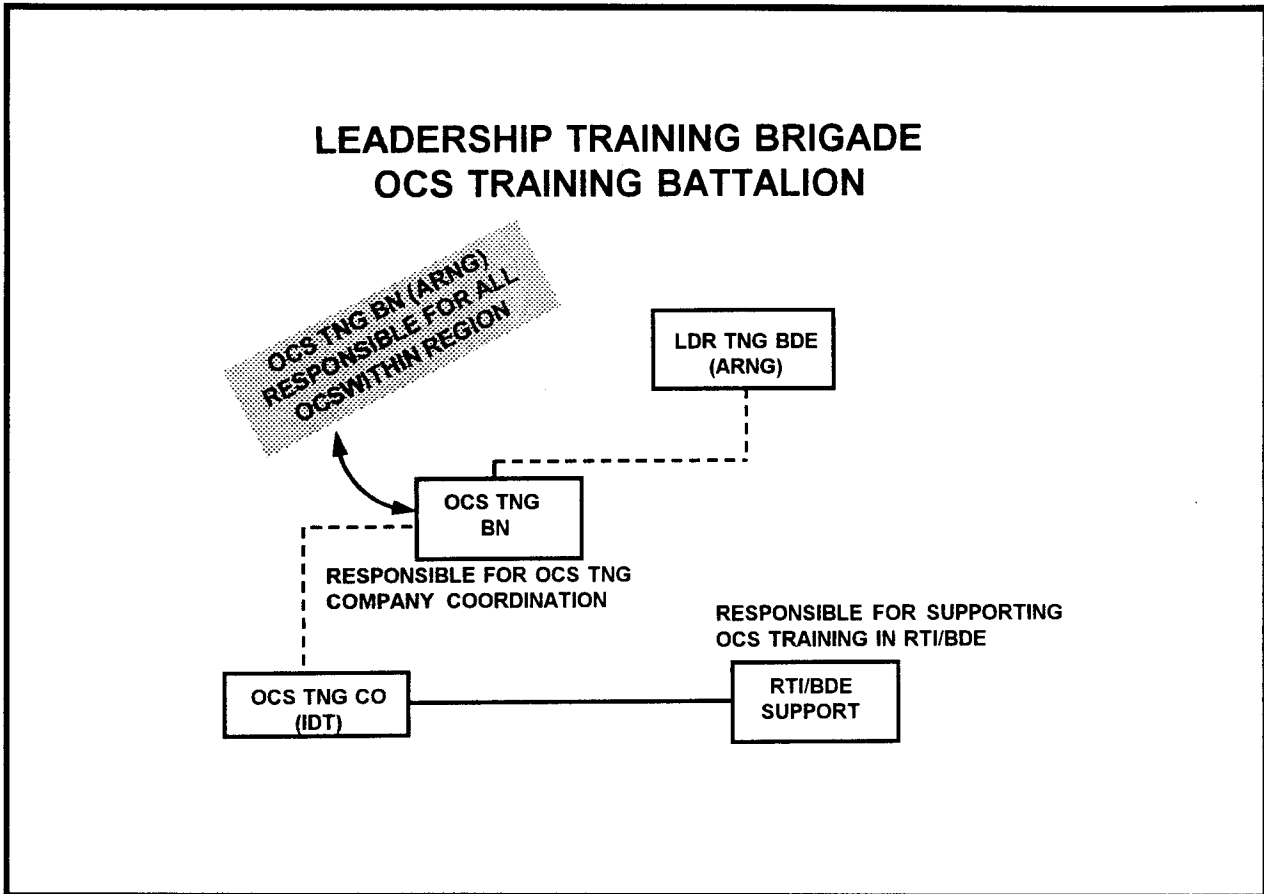 LEADERSHIP TRAINING BRIGADE
OCS TRAINING BATTALION
OCS TNG BN (ARNG)
RESPONSIBLE FOR ALL
OCSWITHIN REGION
LDR TNG BDE
(ARNG)
OCS TNG
BN
RESPONSIBLE FOR OCS TNG
COMPANY COORDINATION
RESPONSIBLE FOR SUPPORTING
OCS TRAINING IN RTI/BDE
OCS TNG CO
(IDT)
RTI/BDE
SUPPORT